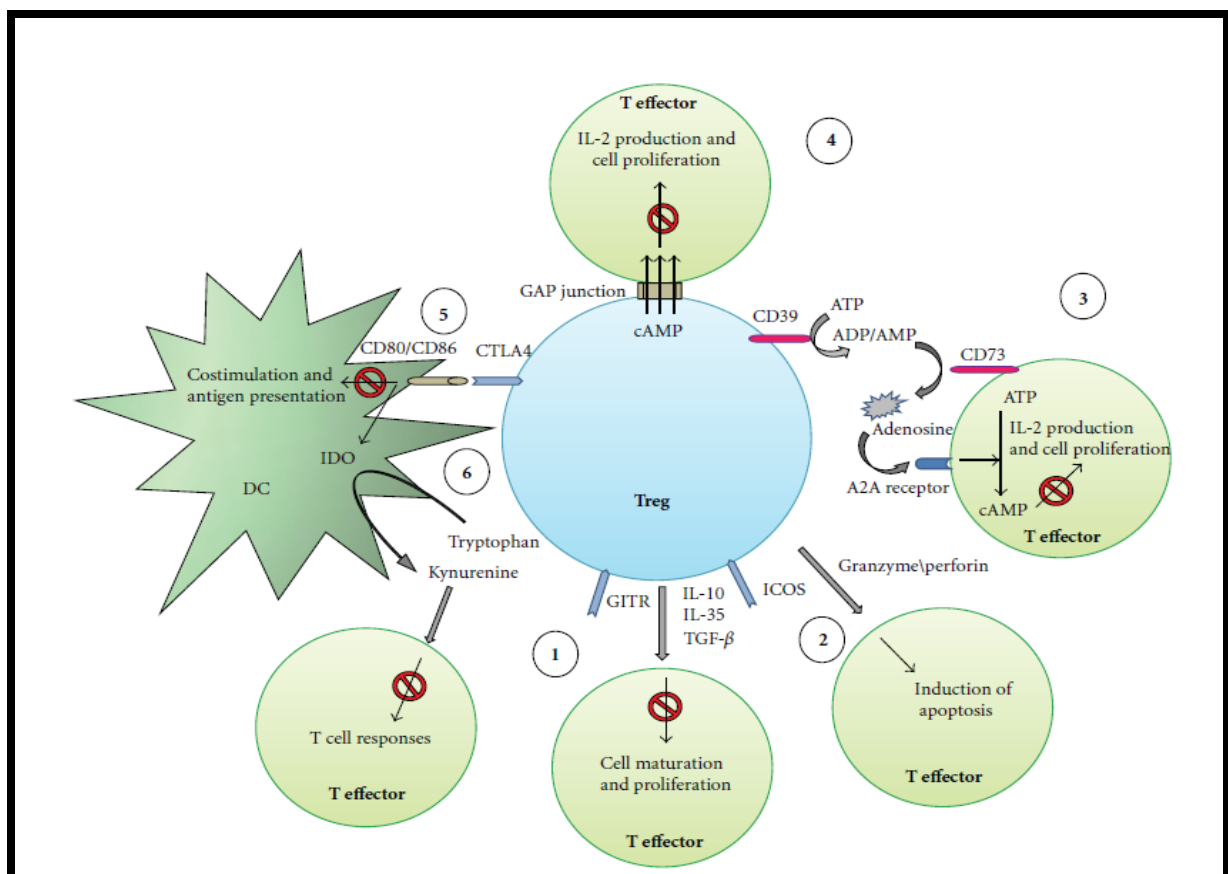 T effector
IL-2 production and
cell proliferation
4
GAP junction
cAMP
CD39
ATP
ADP/AMP
3
CD73
ATP
Adenosine
IL-2 production
and cell proliferation
A2A receptor
cAMP
T effector
5
CD80/CD86
CTLA4
Costimulation and
antigen presentation
IDO
DC
6
Treg
Tryptophan
Kynurenine
GITR
IL-10
IL-35
TGF-β
ICOS
Granzyme\perforin
1
2
T cell responses
T effector
Cell maturation
and proliferation
T effector
Induction of
apoptosis
T effector